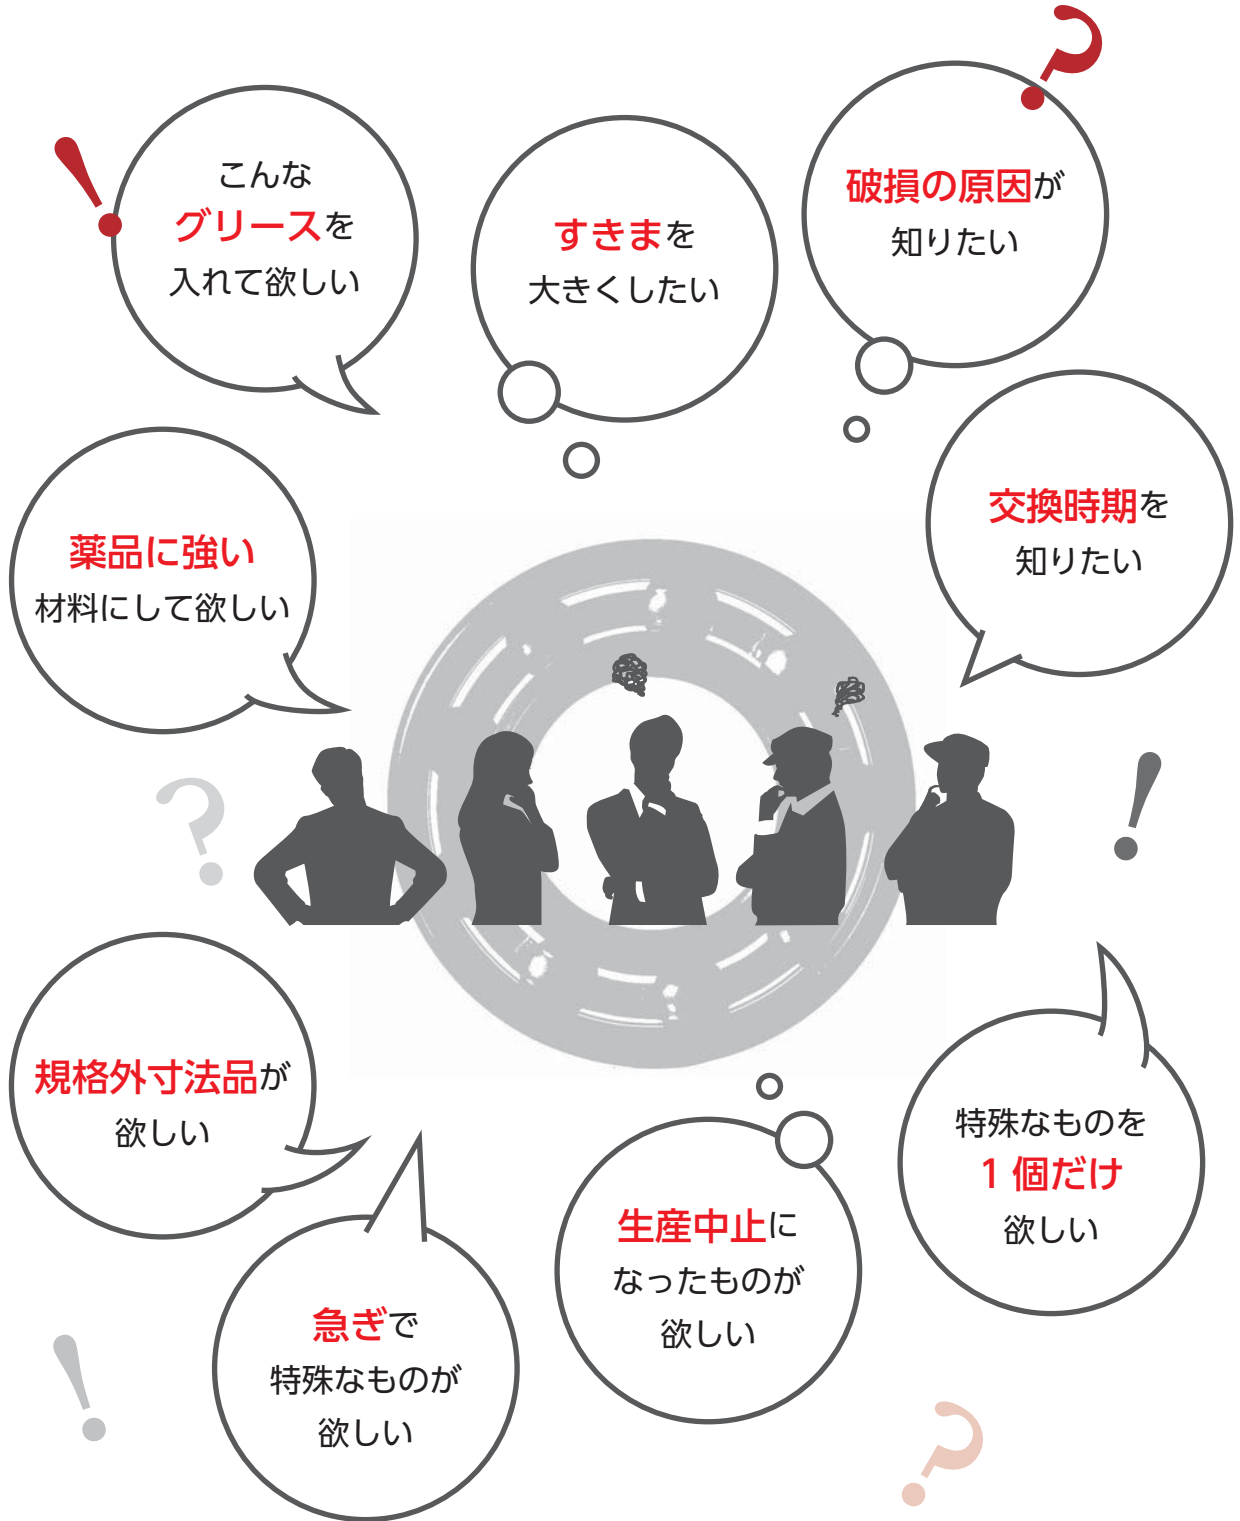 こんな
グリースを
入れて欲しい
すきまを
大きくしたい
破損の原因が
知りたい
薬品に強い
材料にして欲しい
交換時期を
知りたい
規格外寸法品が
欲しい
急ぎで
特殊なものが
欲しい
生産中止に
なったものが
欲しい
特殊なものを
1個だけ
欲しい